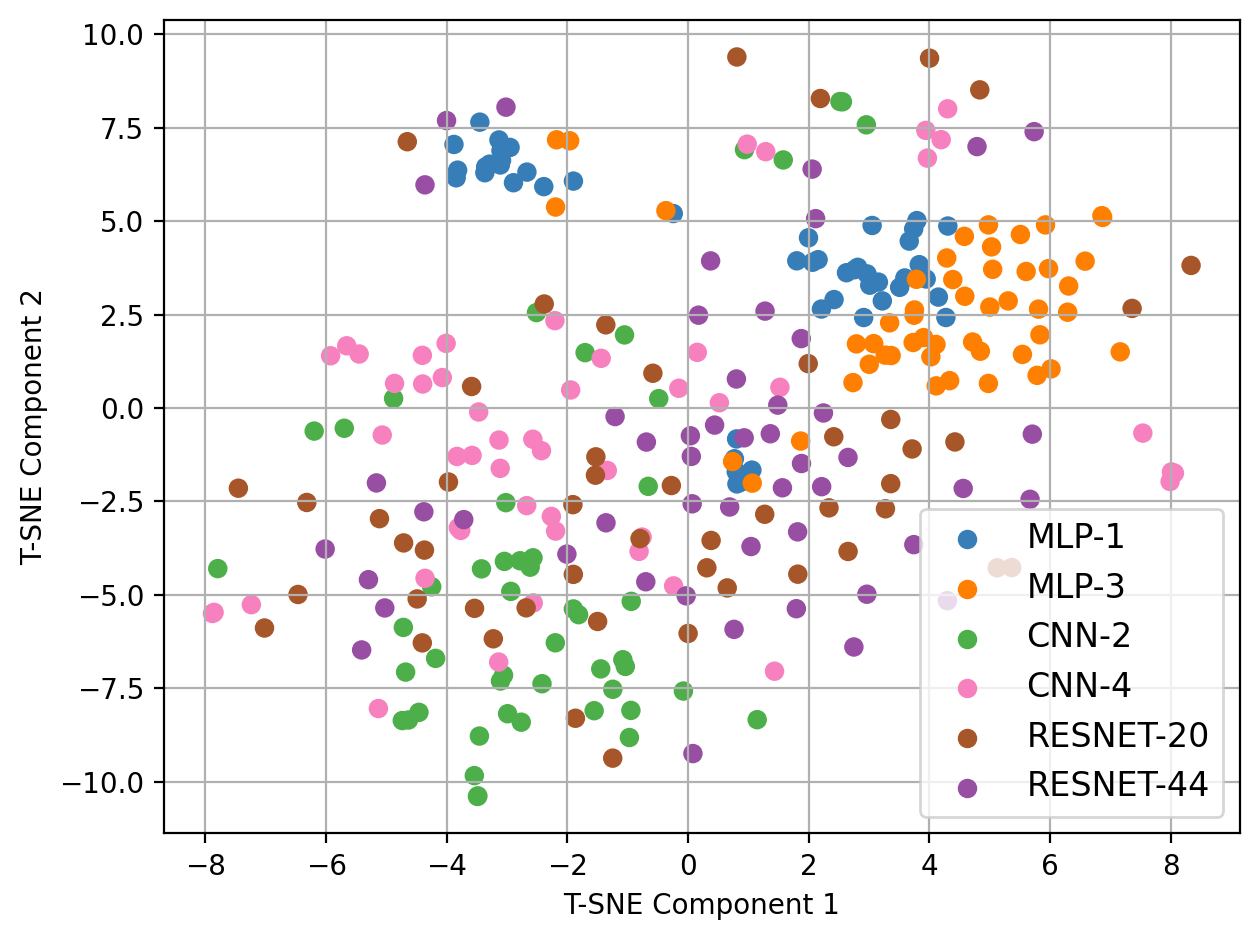 10.0
7.5
5.0
2.5
0.0
−2.5
−5.0
−7.5
−10.0
T-SNE Component 2
MLP-1
MLP-3
CNN-2
CNN-4
RESNET-20
RESNET-44
−8 −6 −4 −2 0 2 4 6 8
T-SNE Component 1